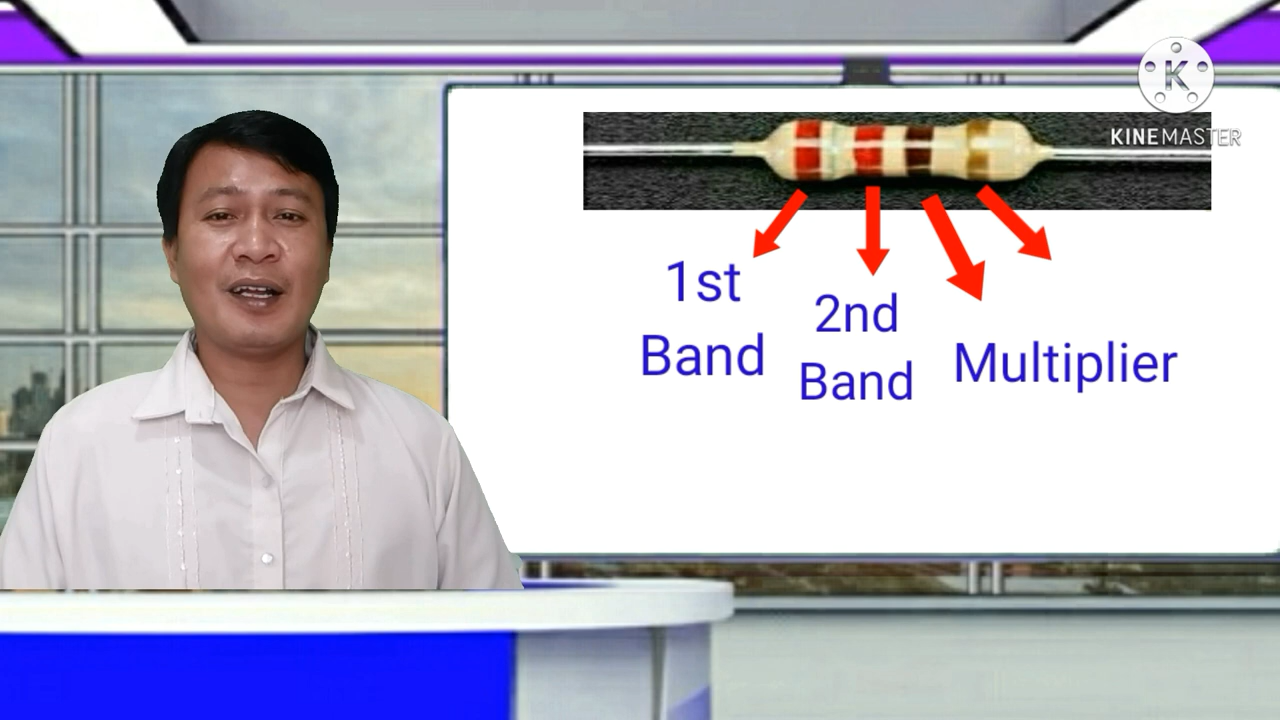 KINEMASTER
1st
Band
2nd
Band
Multiplier